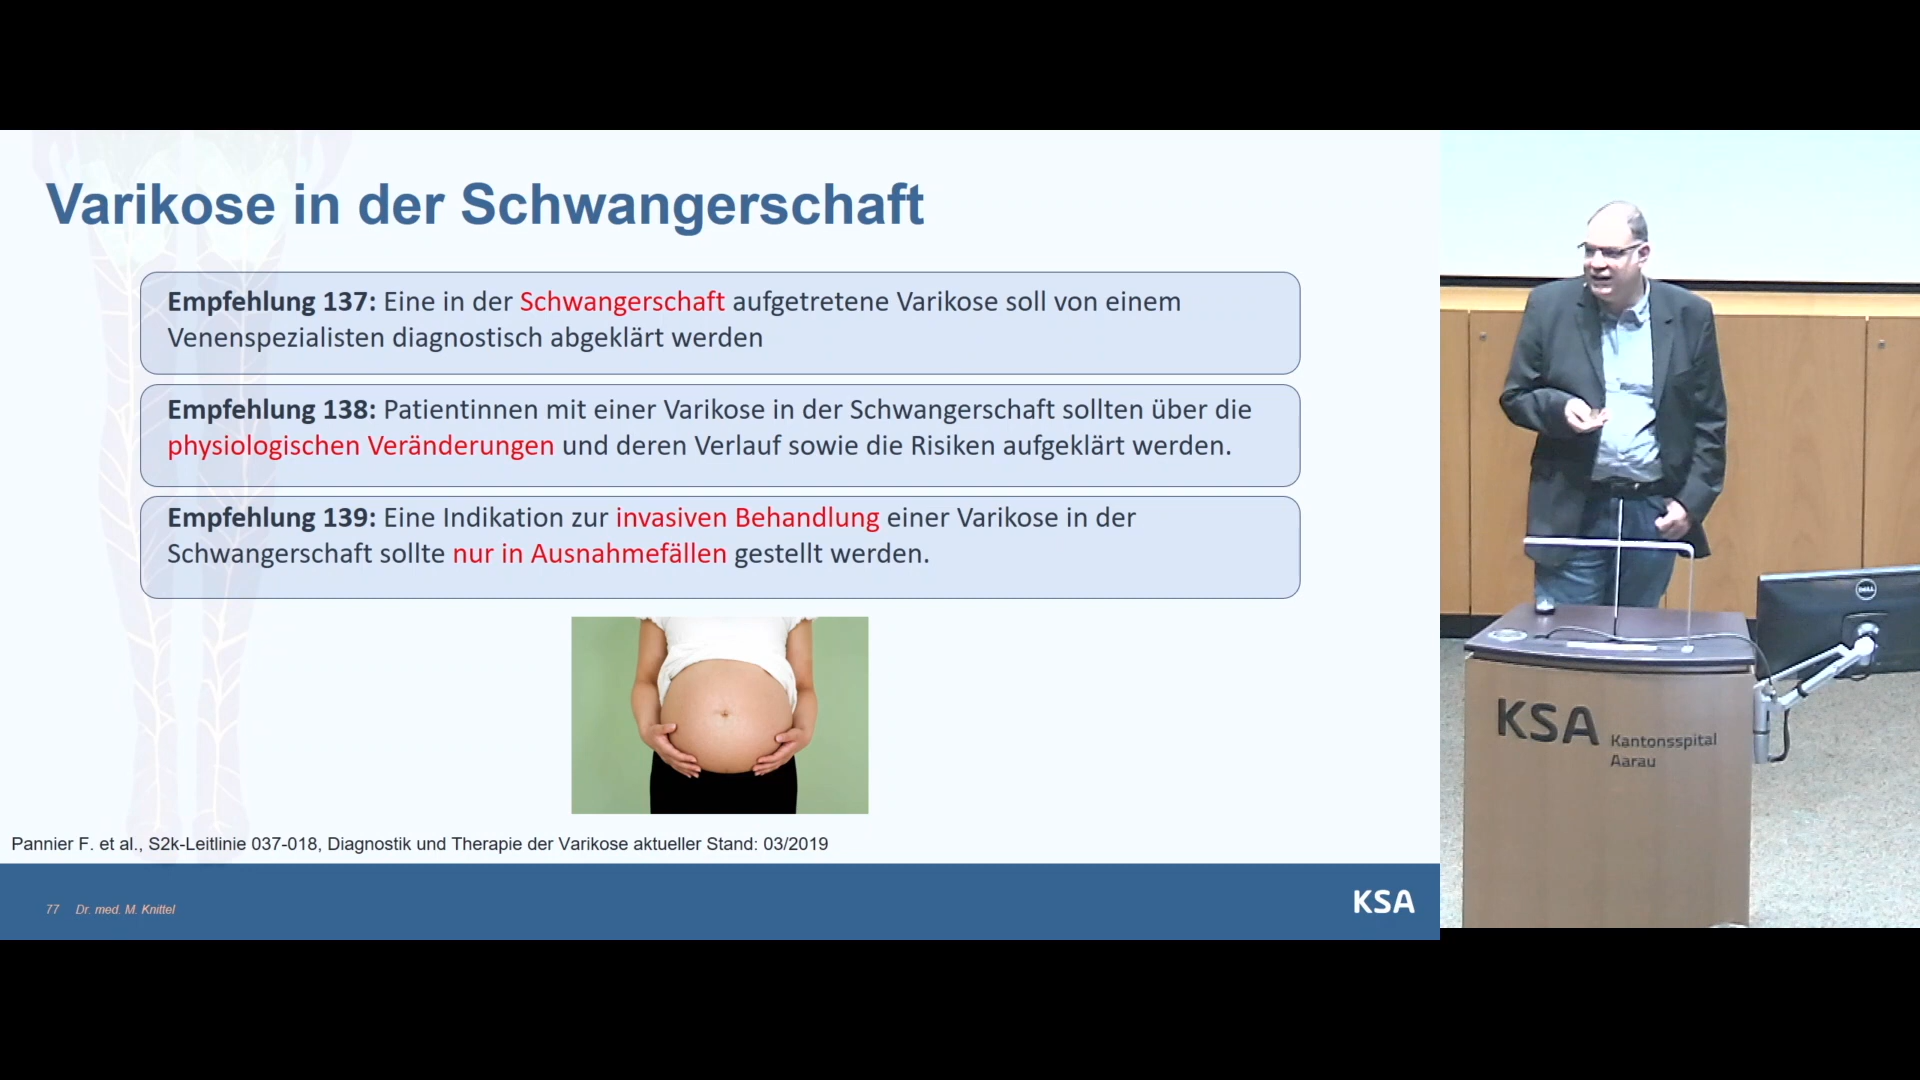 Varikose in der Schwangerschaft
Empfehlung 137: Eine in der Schwangerschaft aufgetretene Varikose soll von einem
Venenspezialisten diagnostisch abgeklärt werden
Empfehlung 138: Patientinnen mit einer Varikose in der Schwangerschaft sollten über die
physiologischen Veränderungen und deren Verlauf sowie die Risiken aufgeklärt werden.
Empfehlung 139: Eine Indikation zur invasiven Behandlung einer Varikose in der
Schwangerschaft sollte nur in Ausnahmefällen gestellt werden.
Pannier F. et al., S2k-Leitlinie 037-018, Diagnostik und Therapie der Varikose aktueller Stand: 03/2019
77 Dr. med. M. Knittel
KSA
DELL
KSA Kantonsspital
Aarau